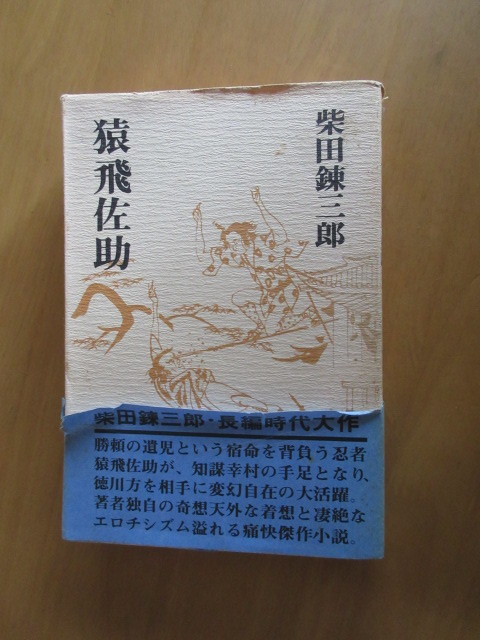 柴田錬三郎
猿飛佐助
柴田錬三郎・長編時代大作
勝頼の遺児という宿命を背負う忍者
猿飛佐助が、知謀幸村の手足となり、
徳川方を相手に変幻自在の大活躍。
著者独自の奇想天外な着想と凄絶な
エロチシズム溢れる痛快傑作小説。